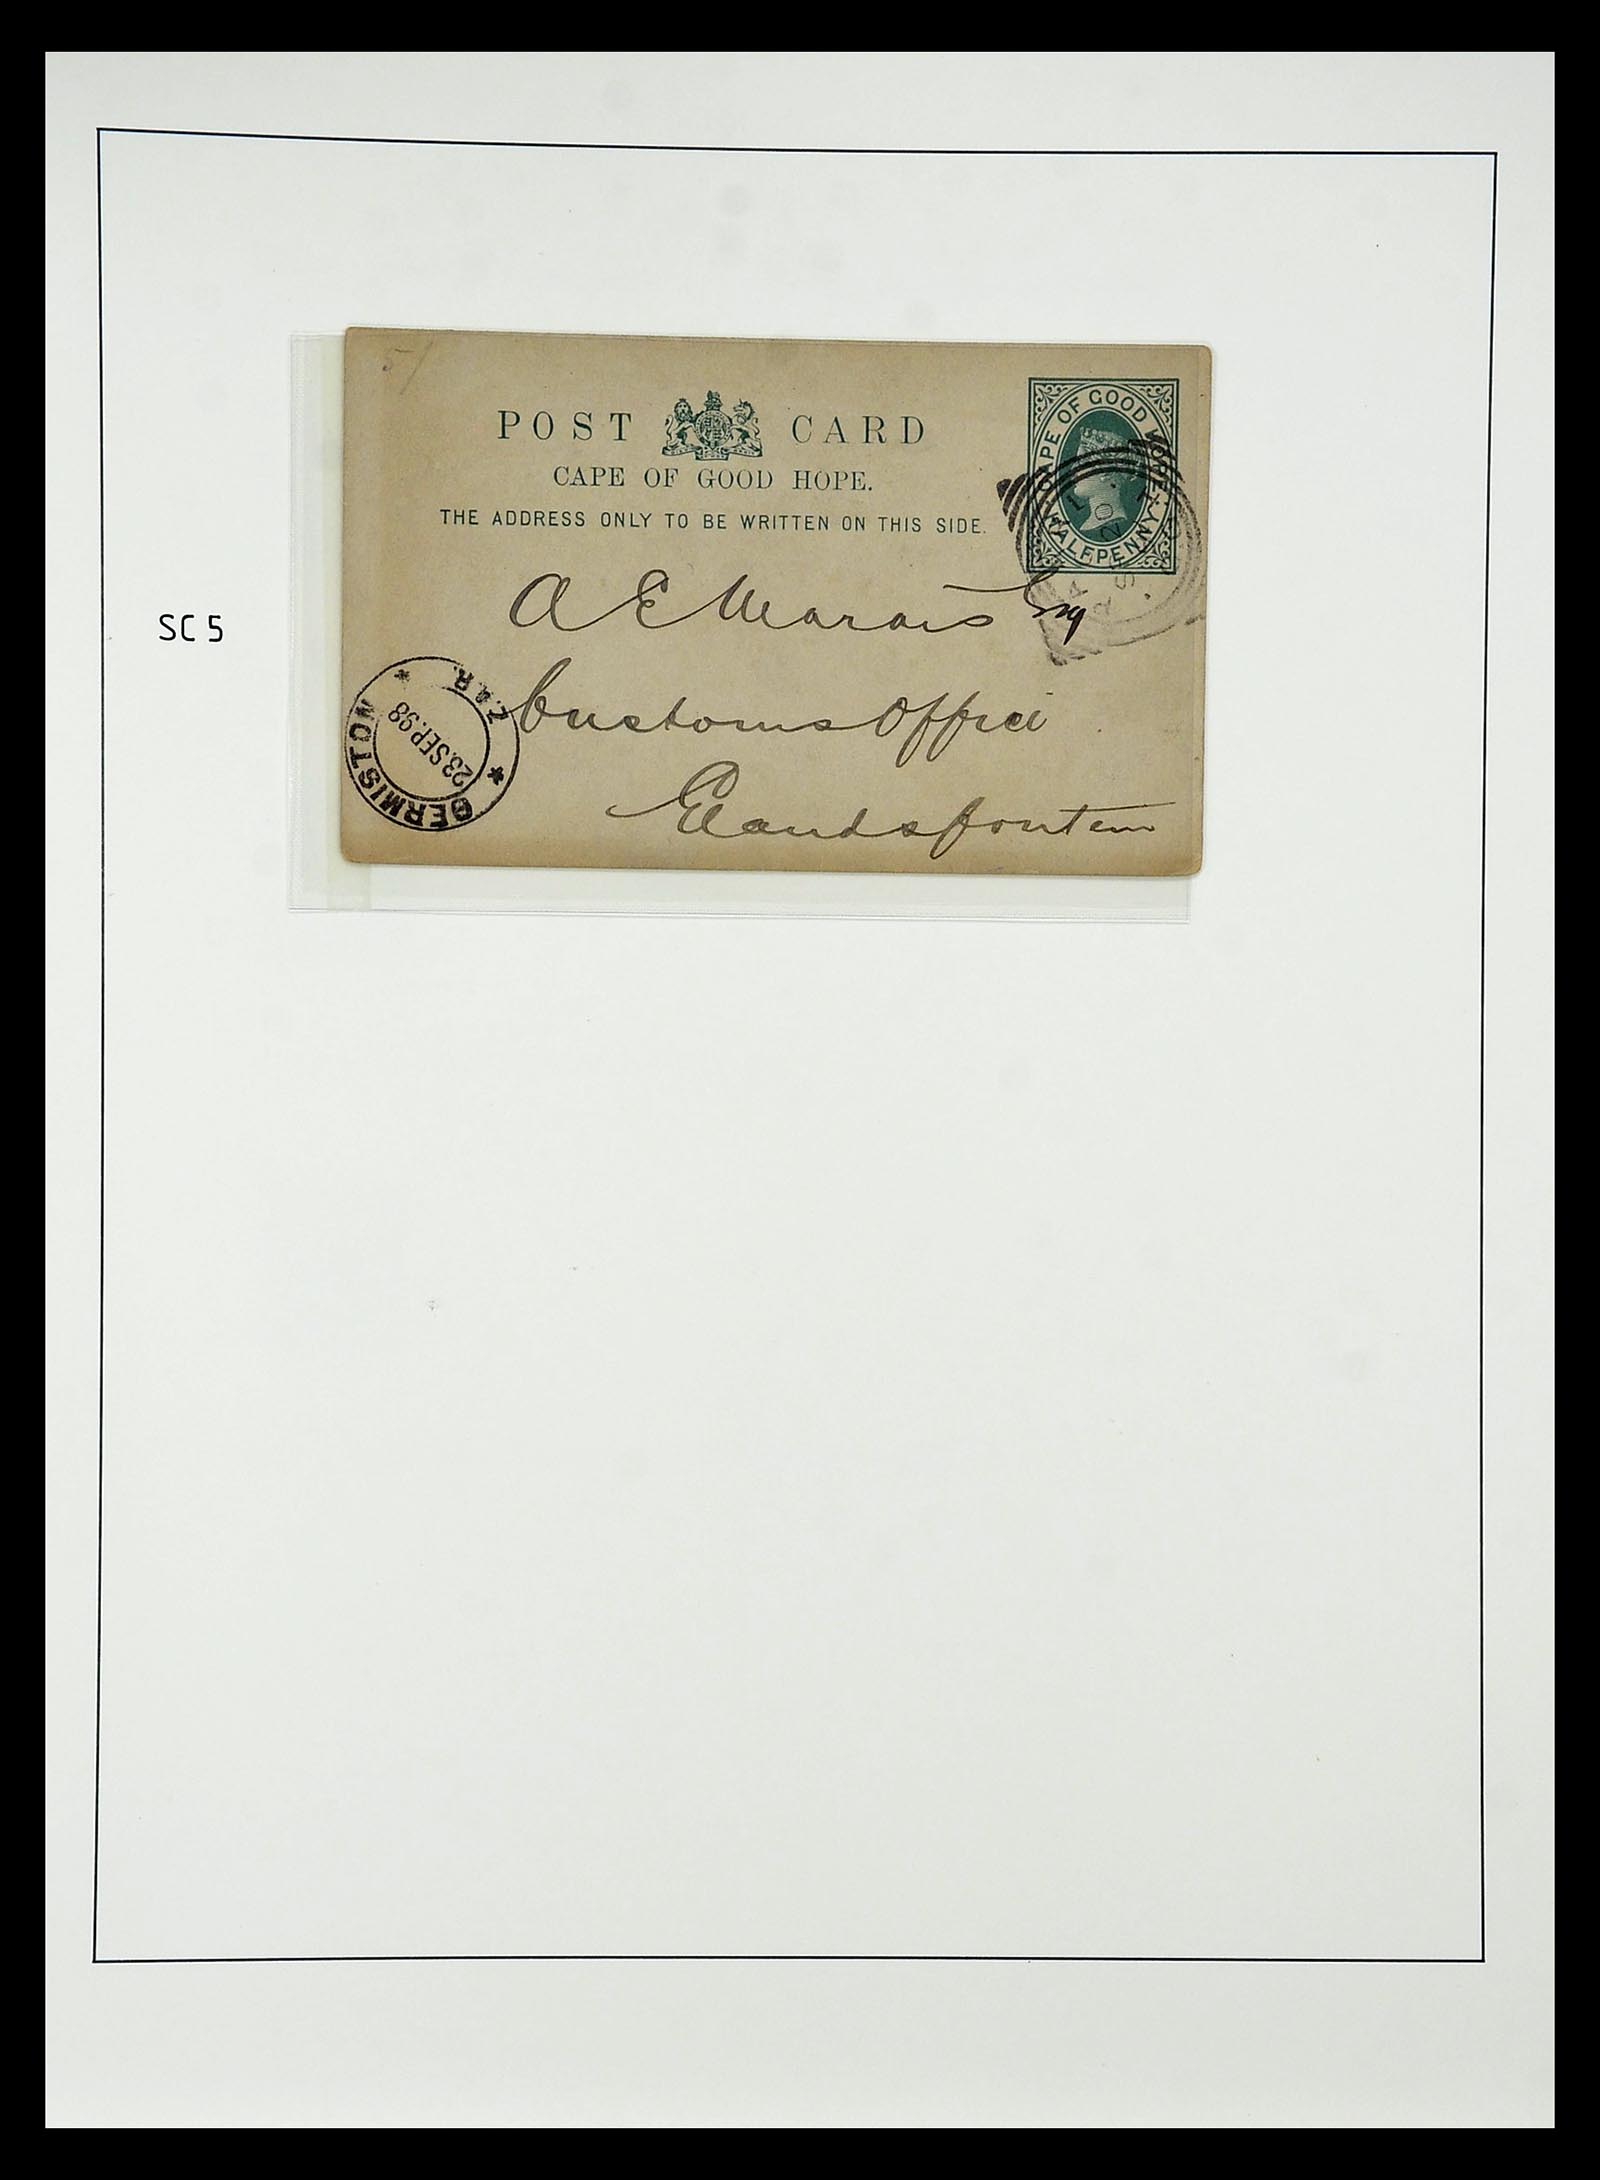 5/
POST CARD
CAPE OF GOOD HOPE.
THE ADDRESS ONLY TO BE WRITTEN ON THIS SIDE.
CAPE OF GOOD HOPE
HALFPENNY
A E Marais Esq
Customs Office
Elandsfontein
GERMISTON Z.A.R.
23.SEP.98
SC 5